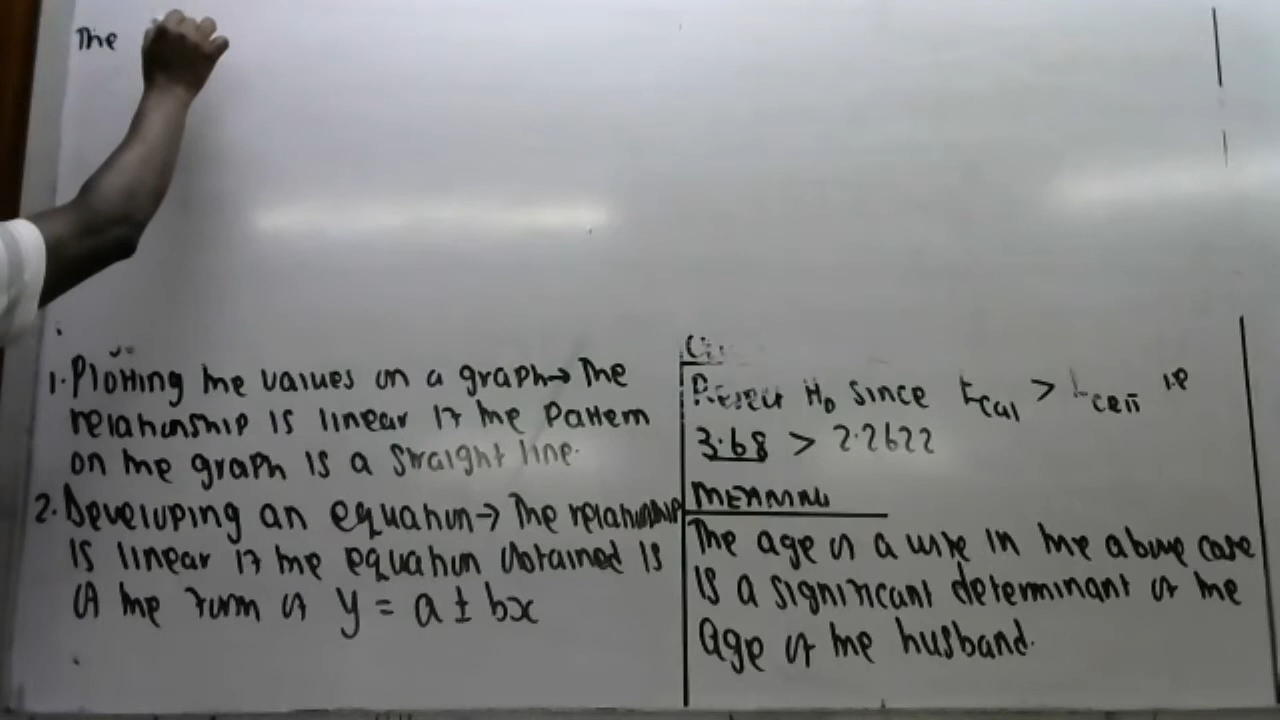 The
1. Plotting the values on a graph → The
relationship is linear if the pattern
on the graph is a straight line.
2. Developing an equation → The relationship
is linear if the equation obtained is
of the form of y = a ± bx
Reject H₀ since tcal > tcrit ie
3.68 > 2.2622
MEANING
The age of a wife in the above case
is a significant determinant of the
age of the husband.